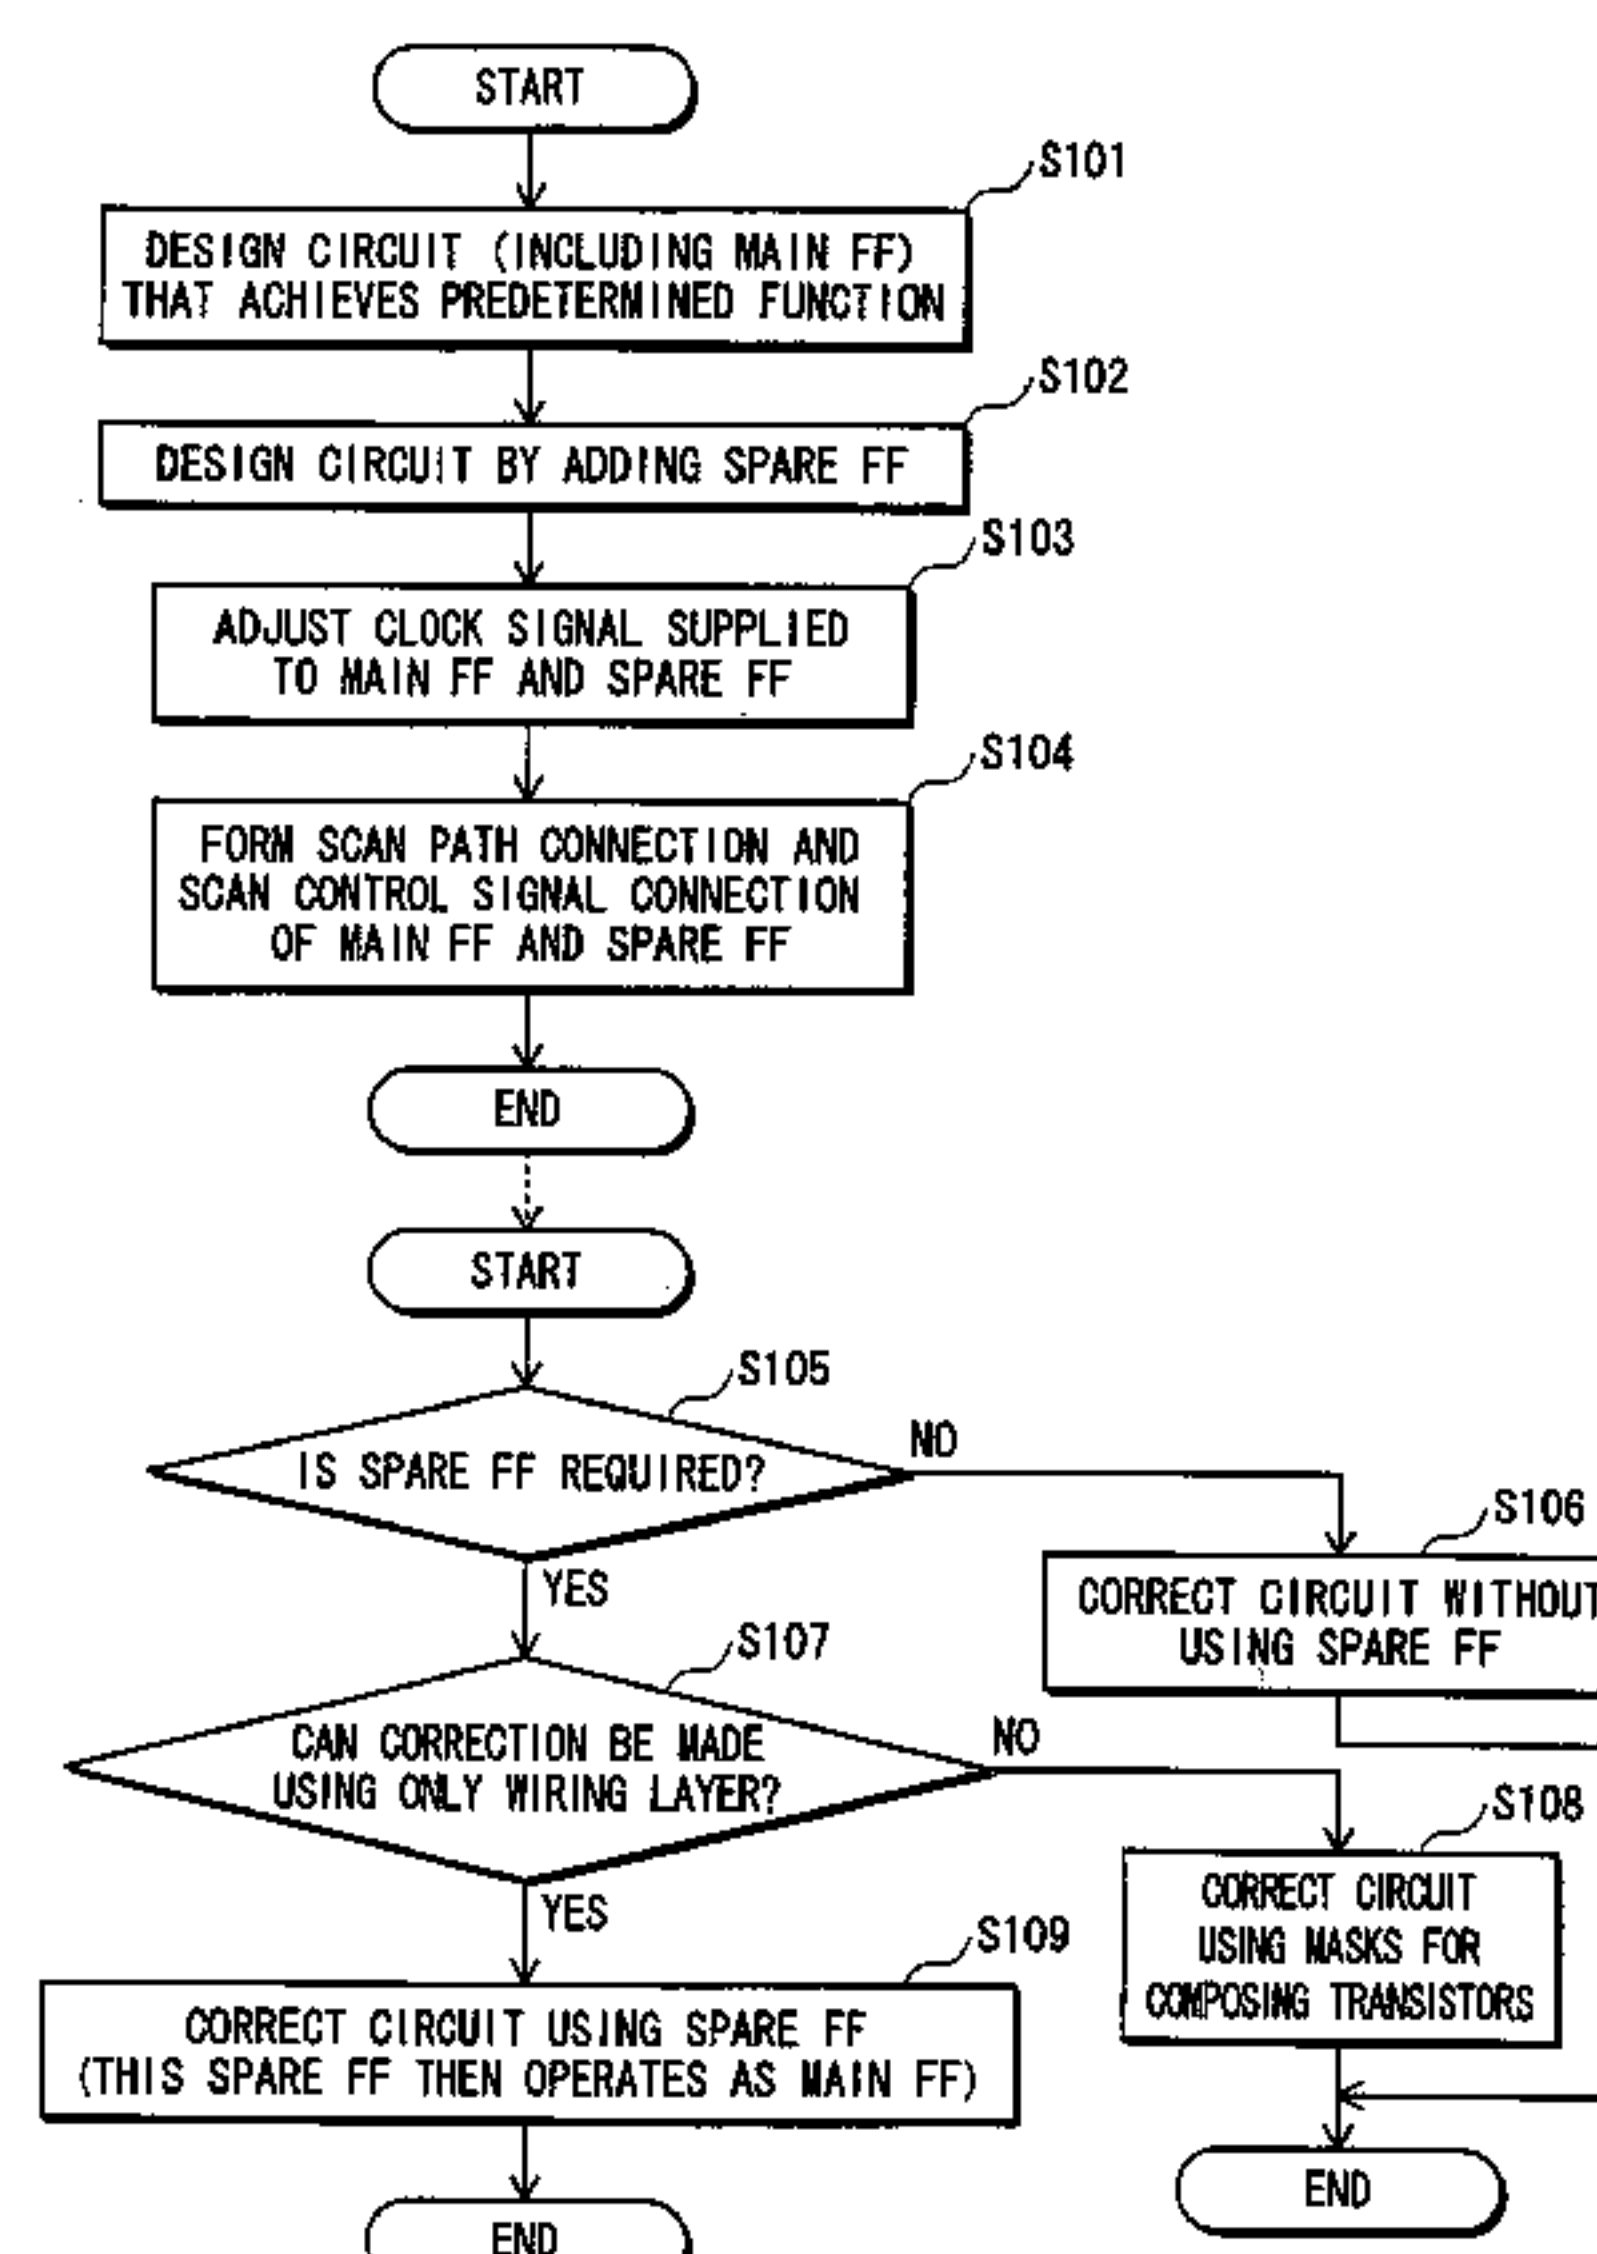 START
S101
DESIGN CIRCUIT (INCLUDING MAIN FF)
THAT ACHIEVES PREDETERMINED FUNCTION
S102
DESIGN CIRCUIT BY ADDING SPARE FF
S103
ADJUST CLOCK SIGNAL SUPPLIED
TO MAIN FF AND SPARE FF
S104
FORM SCAN PATH CONNECTION AND
SCAN CONTROL SIGNAL CONNECTION
OF MAIN FF AND SPARE FF
END
START
S105
IS SPARE FF REQUIRED?
NO
YES
S106
CORRECT CIRCUIT WITHOUT
USING SPARE FF
S107
CAN CORRECTION BE MADE
USING ONLY WIRING LAYER?
NO
YES
S108
CORRECT CIRCUIT
USING MASKS FOR
COMPOSING TRANSISTORS
S109
CORRECT CIRCUIT USING SPARE FF
(THIS SPARE FF THEN OPERATES AS MAIN FF)
END
END